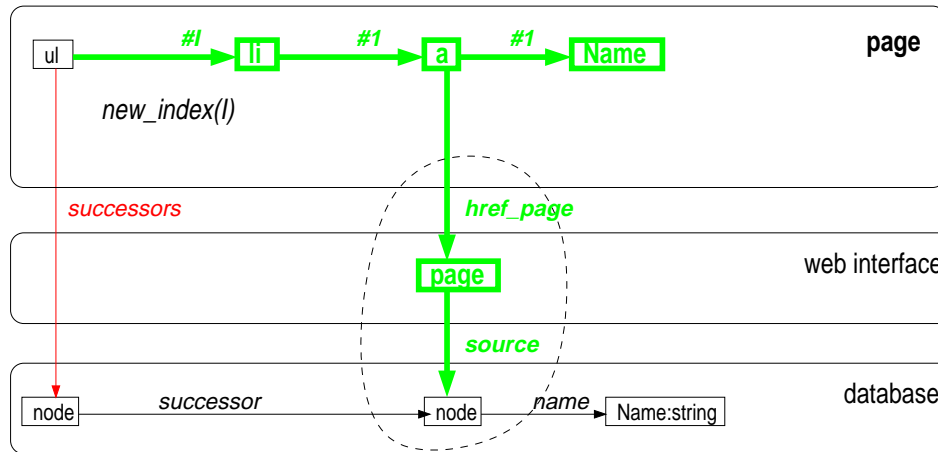 #I
#1
#1
page
ul
li
a
Name
new_index(I)
successors
href_page
web interface
page
source
database
successor
name
node
node
Name:string